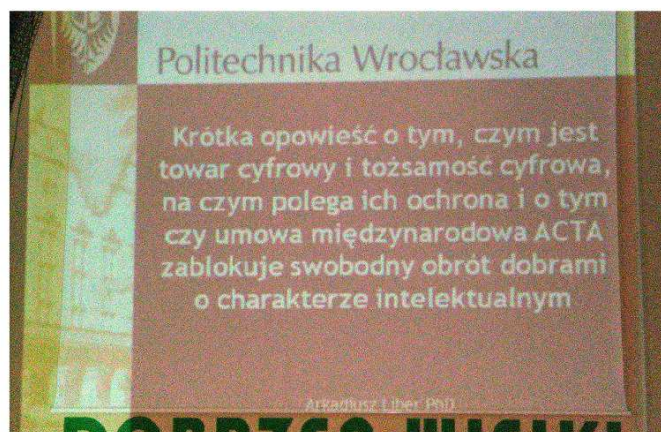 Politechnika Wrocławska
Krótka opowieść o tym, czym jest
towar cyfrowy i tożsamość cyfrowa,
na czym polega ich ochrona i o tym
czy umowa międzynarodowa ACTA
zablokuje swobodny obrót dobrami
o charakterze intelektualnym
Arkadiusz Liber PhD